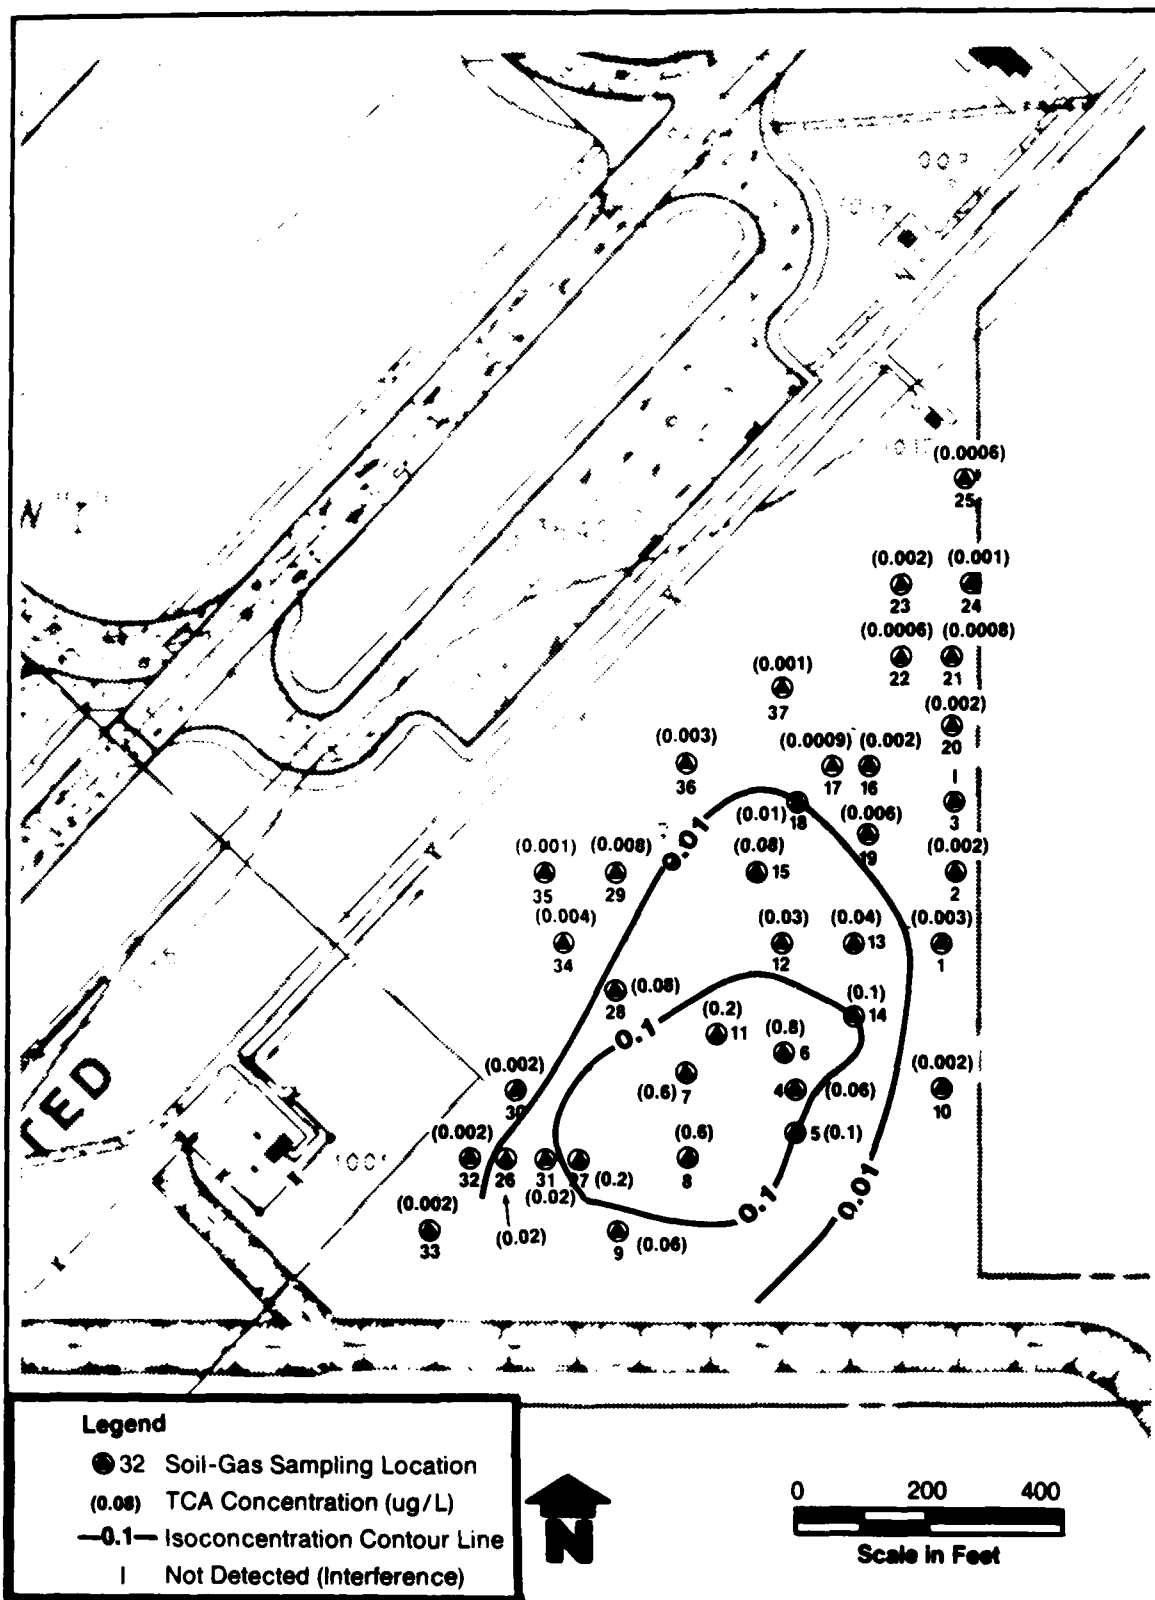 (0.0006)
25
(0.002) (0.001)
23 24
(0.0006) (0.0008)
22 21
(0.001)
37
(0.002)
20
(0.003) (0.0009) (0.002)
36 17 16
I
3
(0.01) 18
0.01
(0.006)
19
(0.001) (0.008) (0.08) (0.002)
35 29 15 2
(0.004) (0.03) (0.04) (0.003)
34 12 13 1
28 (0.08)
(0.2) (0.1)
11 14
0.1
(0.8)
6
(0.002) (0.6) 7 4 (0.06) (0.002)
30 10
5 (0.1)
TED
(0.002) (0.6)
32 26 31 27 (0.2) 8
(0.02)
0.1 0.01
(0.002) (0.02) (0.06)
33 9
Legend
32 Soil-Gas Sampling Location
(0.08) TCA Concentration (ug/L)
0.1 Isoconcentration Contour Line
I Not Detected (Interference)
N
0 200 400
Scale in Feet